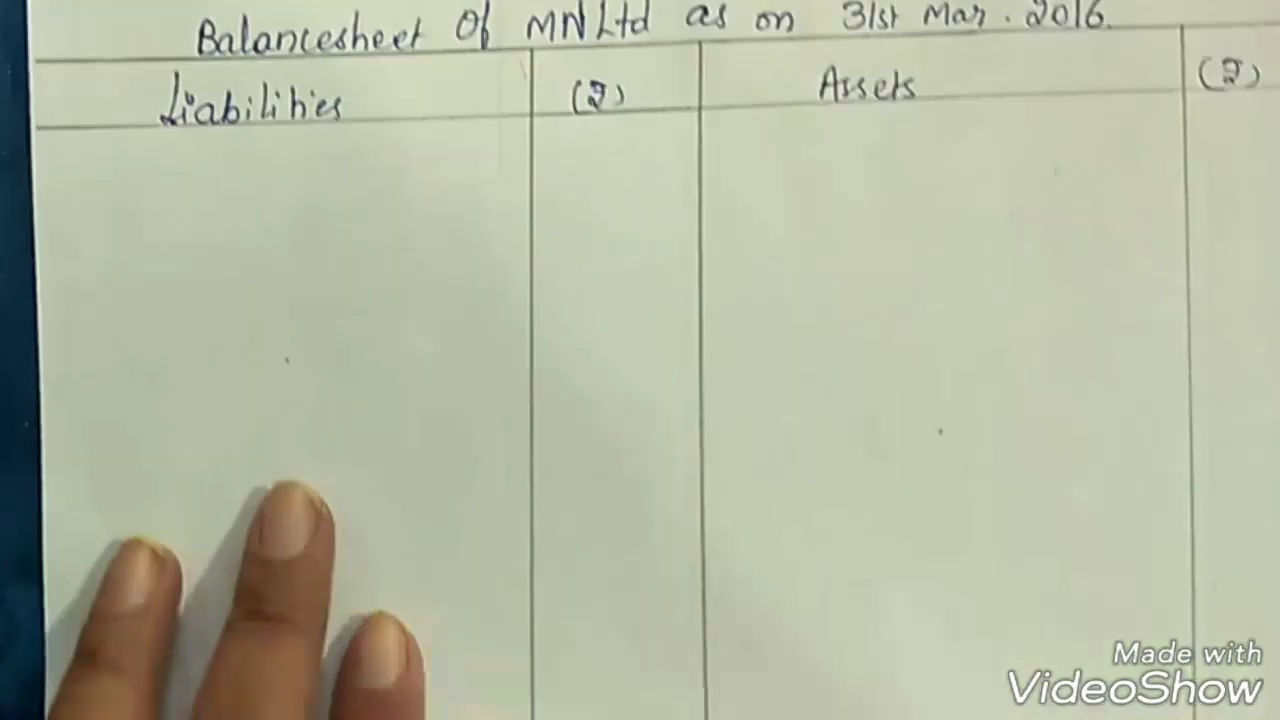 Balancesheet Of MN Ltd as on 31st Mar. 2016.
Liabilities (₹) Assets (₹)
Made with
VideoShow